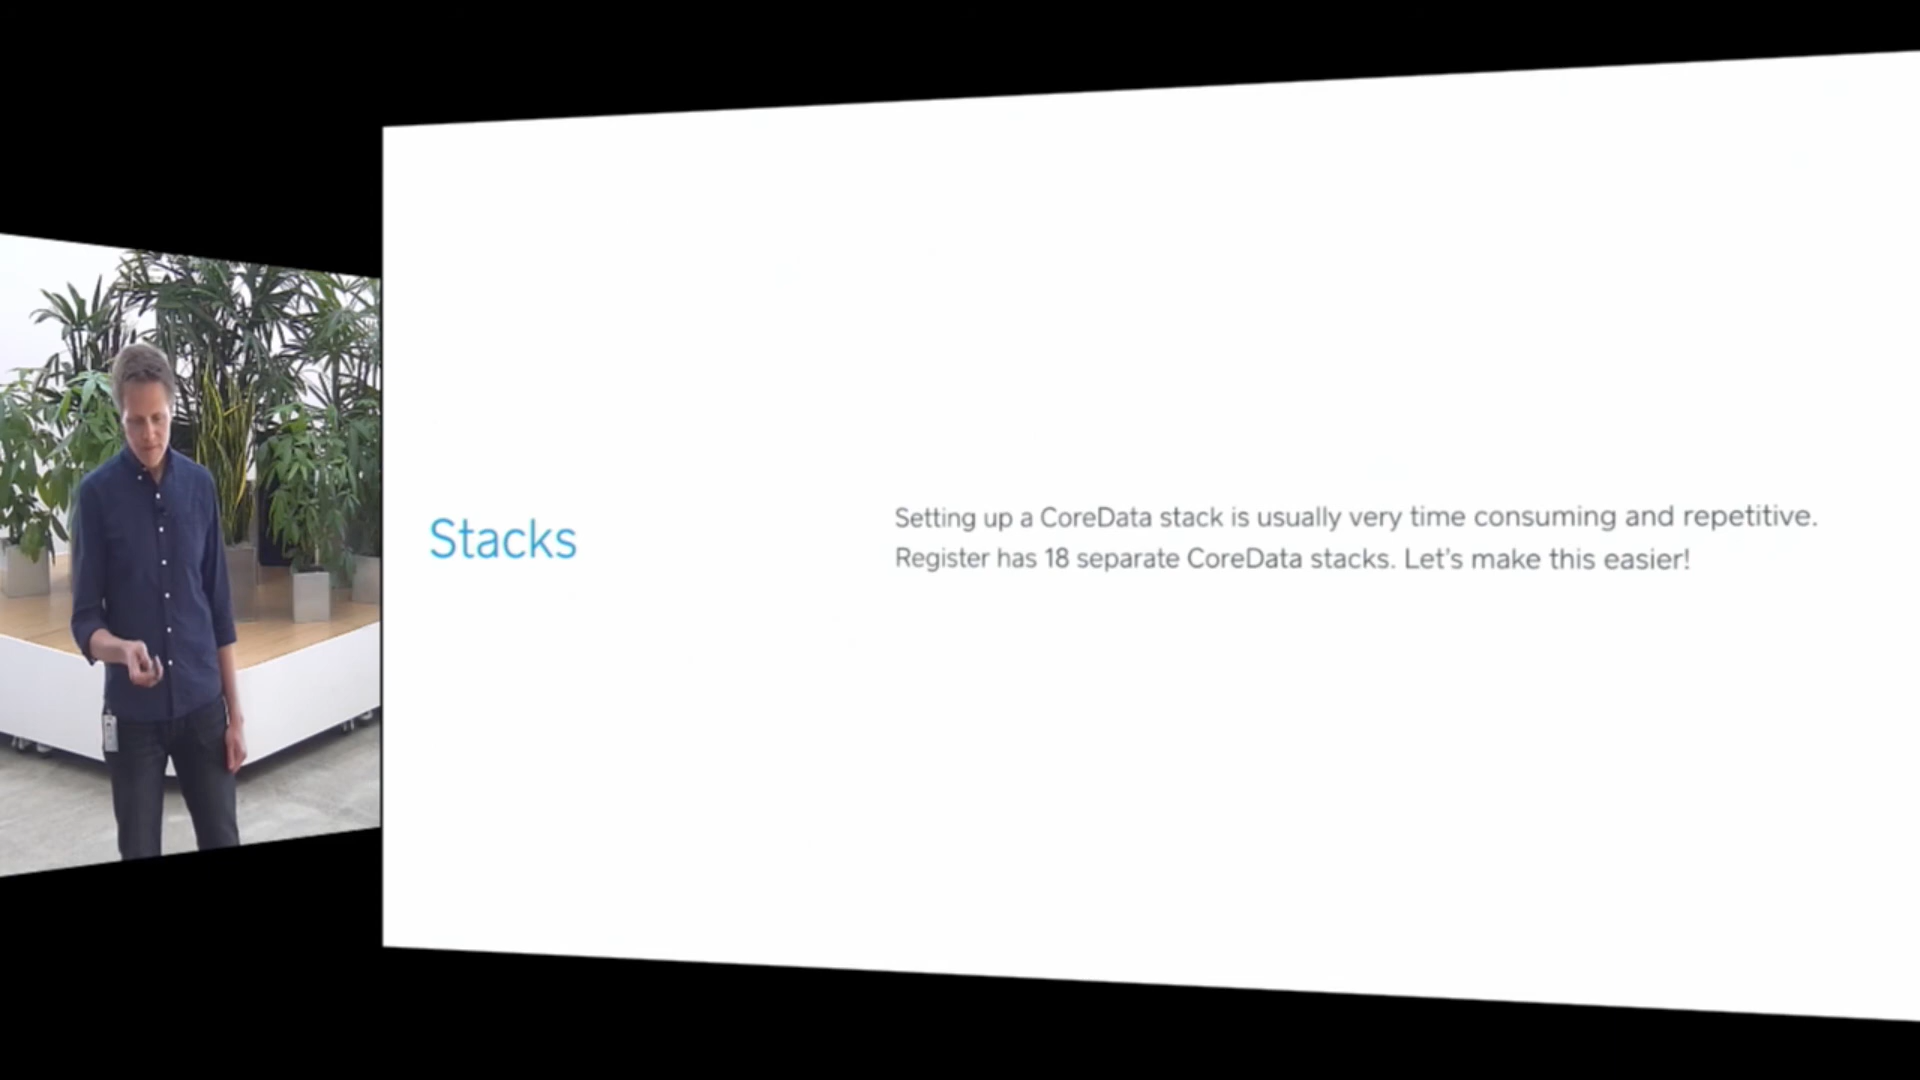 Stacks
Setting up a CoreData stack is usually very time consuming and repetitive.
Register has 18 separate CoreData stacks. Let's make this easier!